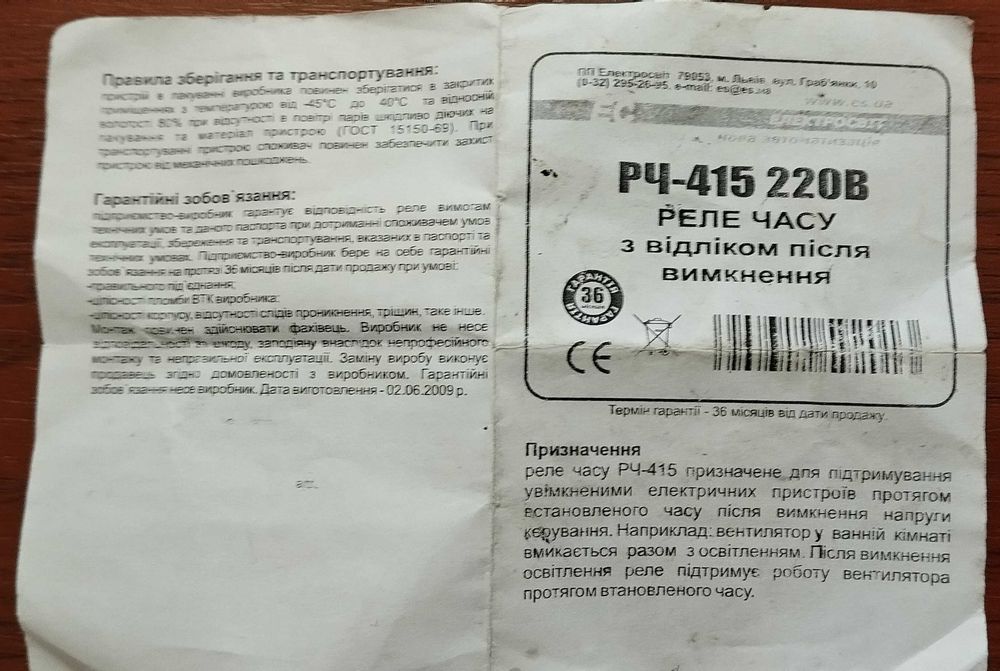 Правила зберігання та транспортування:
пристрій в пакуванні виробника повинен зберігатися в закритих
приміщеннях з температурою від -45°С до 40°С та відносній
вологості 80% при відсутності в повітрі парів шкідливо діючих на
пакування та матеріал пристрою (ГОСТ 15150-69). При
транспортуванні пристрою споживач повинен забезпечити захист
пристрою від механічних пошкоджень.
Гарантійні зобов`язання:
підприємство-виробник гарантує відповідність реле вимогам
технічних умов та даного паспорта при дотриманні споживачем умов
експлуатації, збереження та транспортування, вказаних в паспорті та
технічних умовах. Підприємство-виробник бере на себе гарантійні
зобов`язання на протязі 36 місяців після дати продажу при умові:
-правильного під`єднання;
-цілісності пломби ВТК виробника:
-цілісності корпусу, відсутності слідів проникнення, тріщин, таке інше.
Монтаж повинен здійснювати фахівець. Виробник не несе
відповідальності за шкоду, заподіяну внаслідок непрофесійного
монтажу та неправильної експлуатації. Заміну виробу виконує
продавець згідно домовленості з виробником. Гарантійні
зобов`язання несе виробник. Дата виготовлення - 02.06.2009 р.
ПП Електросвіт 79053, м. Львів, вул. Граб'янки, 10
(0-32) 295-26-95, e-mail: es@es.ua
www.es.ua
електросвіт
РЧ-415 220В
РЕЛЕ ЧАСУ
з відліком після
вимкнення
ГАРАНТІЯ
36
МІСЯЦІВ
ГАРАНТІЯ
CE
Термін гарантії - 36 місяців від дати продажу.
Призначення
реле часу РЧ-415 призначене для підтримування
увімкненими електричних пристроїв протягом
встановленого часу після вимкнення напруги
керування. Наприклад: вентилятор у ванній кімнаті
вмикається разом з освітленням. Після вимкнення
освітлення реле підтримує роботу вентилятора
протягом втановленого часу.